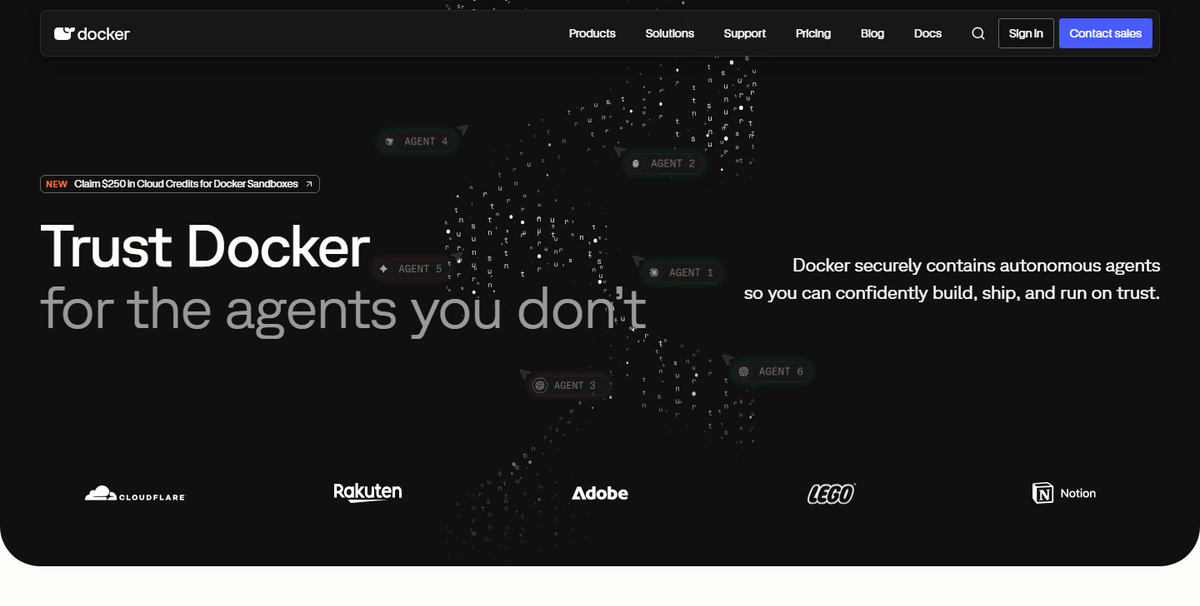 docker
Products
Solutions
Support
Pricing
Blog
Docs
Sign in
Contact sales
AGENT 4
AGENT 2
NEW Claim $250 in Cloud Credits for Docker Sandboxes
Trust Docker
for the agents you don't
AGENT 5
AGENT 1
Docker securely contains autonomous agents
so you can confidently build, ship, and run on trust.
AGENT 3
AGENT 6
CLOUDFLARE
Rakuten
Adobe
LEGO
Notion